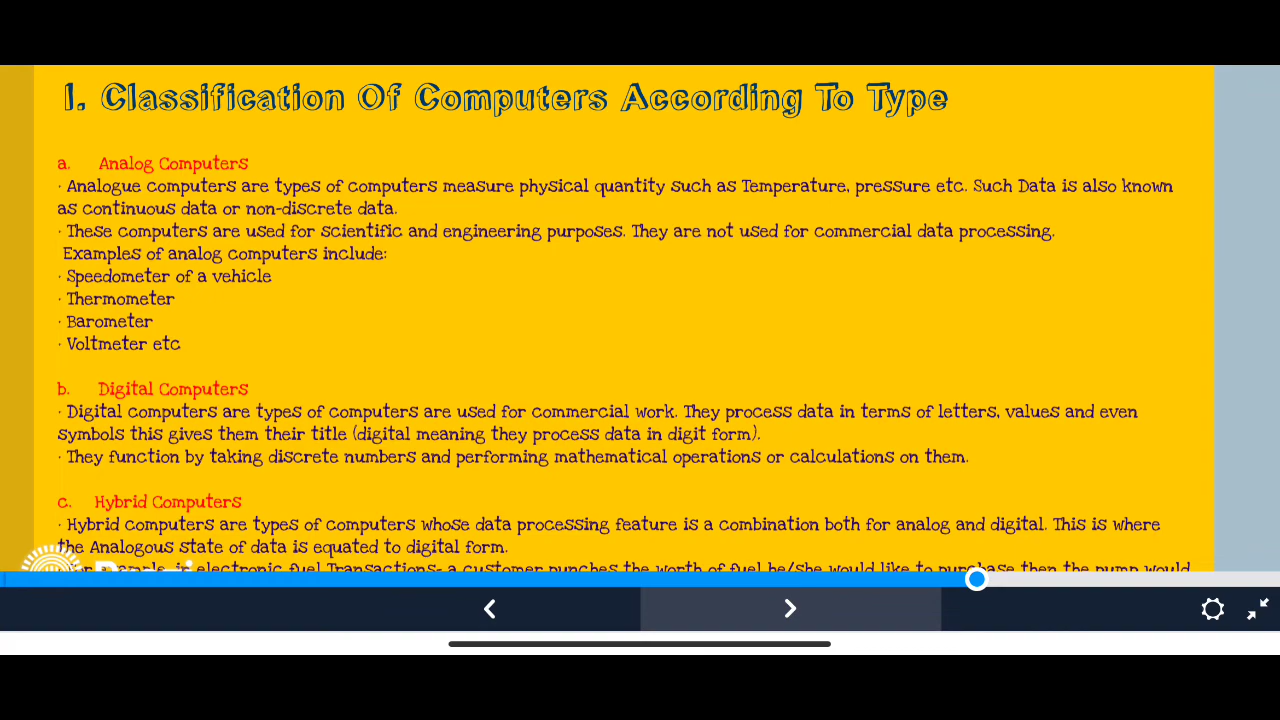 1. Classification Of Computers According To Type
a. Analog Computers
· Analogue computers are types of computers measure physical quantity such as Temperature, pressure etc. Such Data is also known
as continuous data or non-discrete data.
· These computers are used for scientific and engineering purposes. They are not used for commercial data processing.
Examples of analog computers include:
· Speedometer of a vehicle
· Thermometer
· Barometer
· Voltmeter etc
b. Digital Computers
· Digital computers are types of computers are used for commercial work. They process data in terms of letters, values and even
symbols this gives them their title (digital meaning they process data in digit form).
· They function by taking discrete numbers and performing mathematical operations or calculations on them.
c. Hybrid Computers
· Hybrid computers are types of computers whose data processing feature is a combination both for analog and digital. This is where
the Analogous state of data is equated to digital form.
electronic fuel Transactions- a customer punches the worth of fuel he/she would like to purchase then the pump would